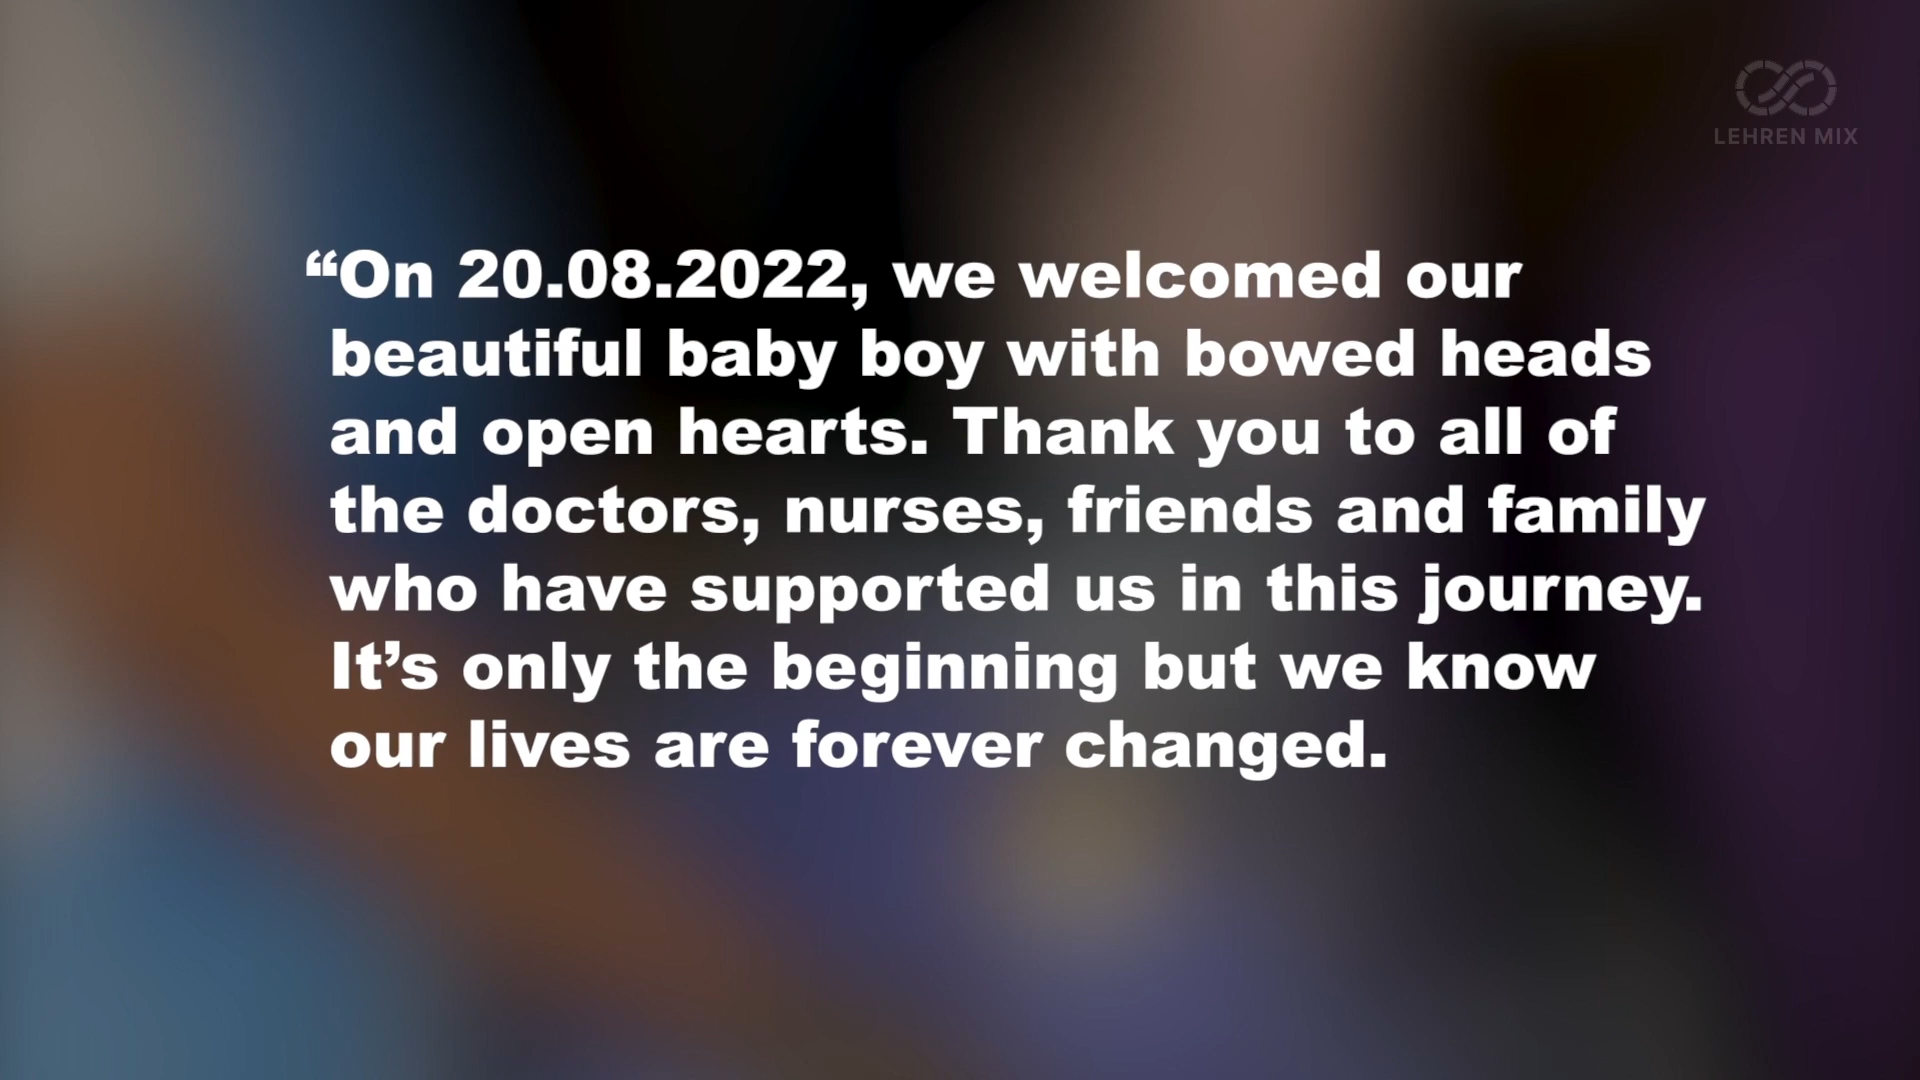 LEHREN MIX
“On 20.08.2022, we welcomed our
beautiful baby boy with bowed heads
and open hearts. Thank you to all of
the doctors, nurses, friends and family
who have supported us in this journey.
It’s only the beginning but we know
our lives are forever changed.